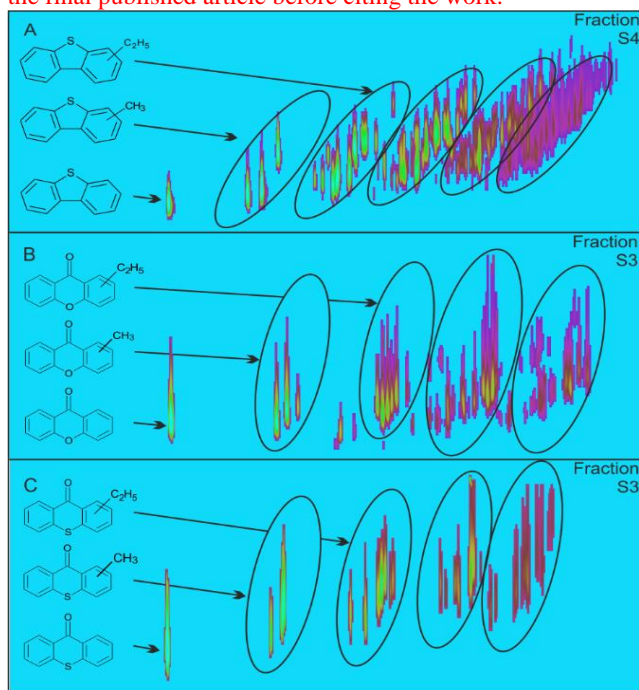 the final published article before citing the work.
A
Fraction
S4
C₂H₅
S
CH₃
S
S
B
Fraction
S3
O
C₂H₅
O
O
CH₃
O
O
O
C
Fraction
S3
O
C₂H₅
S
O
CH₃
S
O
S